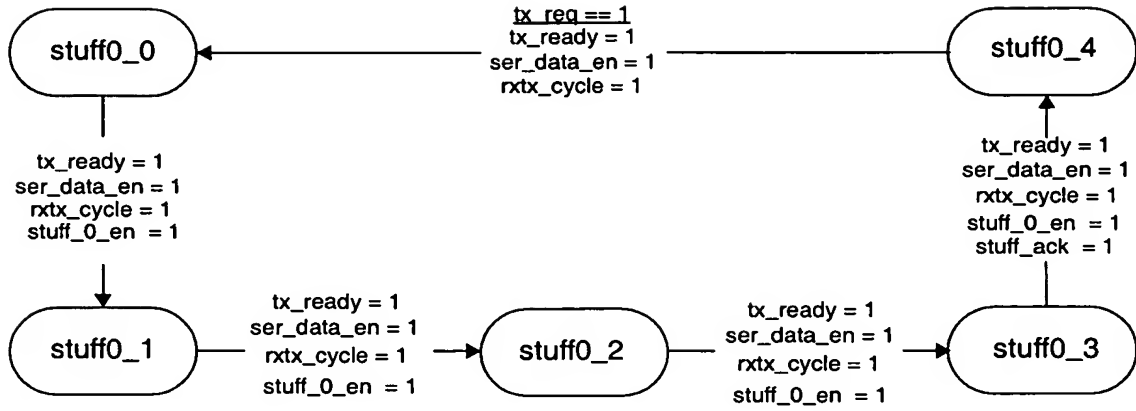 stuff0_0
tx_req == 1
tx_ready = 1
ser_data_en = 1
rxtx_cycle = 1
stuff0_4
tx_ready = 1
ser_data_en = 1
rxtx_cycle = 1
stuff_0_en = 1
tx_ready = 1
ser_data_en = 1
rxtx_cycle = 1
stuff_0_en = 1
stuff_ack = 1
stuff0_1
tx_ready = 1
ser_data_en = 1
rxtx_cycle = 1
stuff_0_en = 1
stuff0_2
tx_ready = 1
ser_data_en = 1
rxtx_cycle = 1
stuff_0_en = 1
stuff0_3